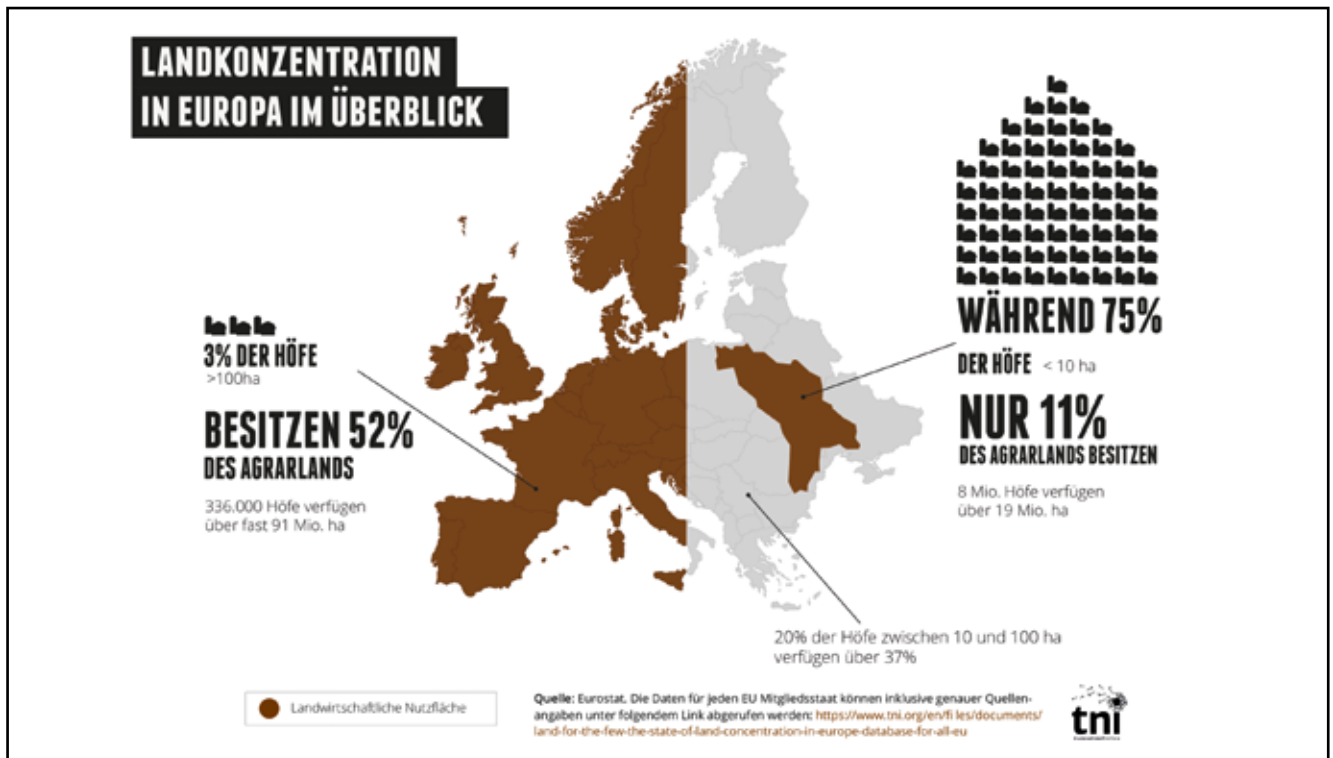 LANDKONZENTRATION
IN EUROPA IM ÜBERBLICK
3% DER HÖFE
>100ha
BESITZEN 52%
DES AGRARLANDS
336.000 Höfe verfügen
über fast 91 Mio. ha
WÄHREND 75%
DER HÖFE < 10 ha
NUR 11%
DES AGRARLANDS BESITZEN
8 Mio. Höfe verfügen
über 19 Mio. ha
20% der Höfe zwischen 10 und 100 ha
verfügen über 37%
Landwirtschaftliche Nutzfläche
Quelle: Eurostat. Die Daten für jeden EU Mitgliedsstaat können inklusive genauer Quellen-
angaben unter folgendem Link abgerufen werden: https://www.tni.org/en/fi les/documents/
land-for-the-few-the-state-of-land-concentration-in-europe-database-for-all-eu
tni